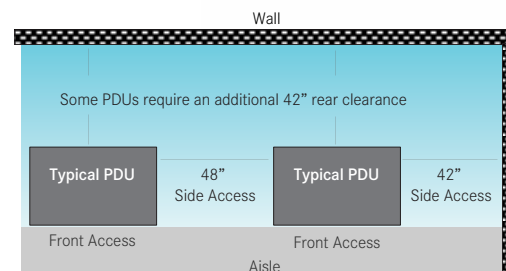 Wall
Some PDUs require an additional 42” rear clearance
Typical PDU
48”
Side Access
Typical PDU
42”
Side Access
Front Access
Front Access
Aisle